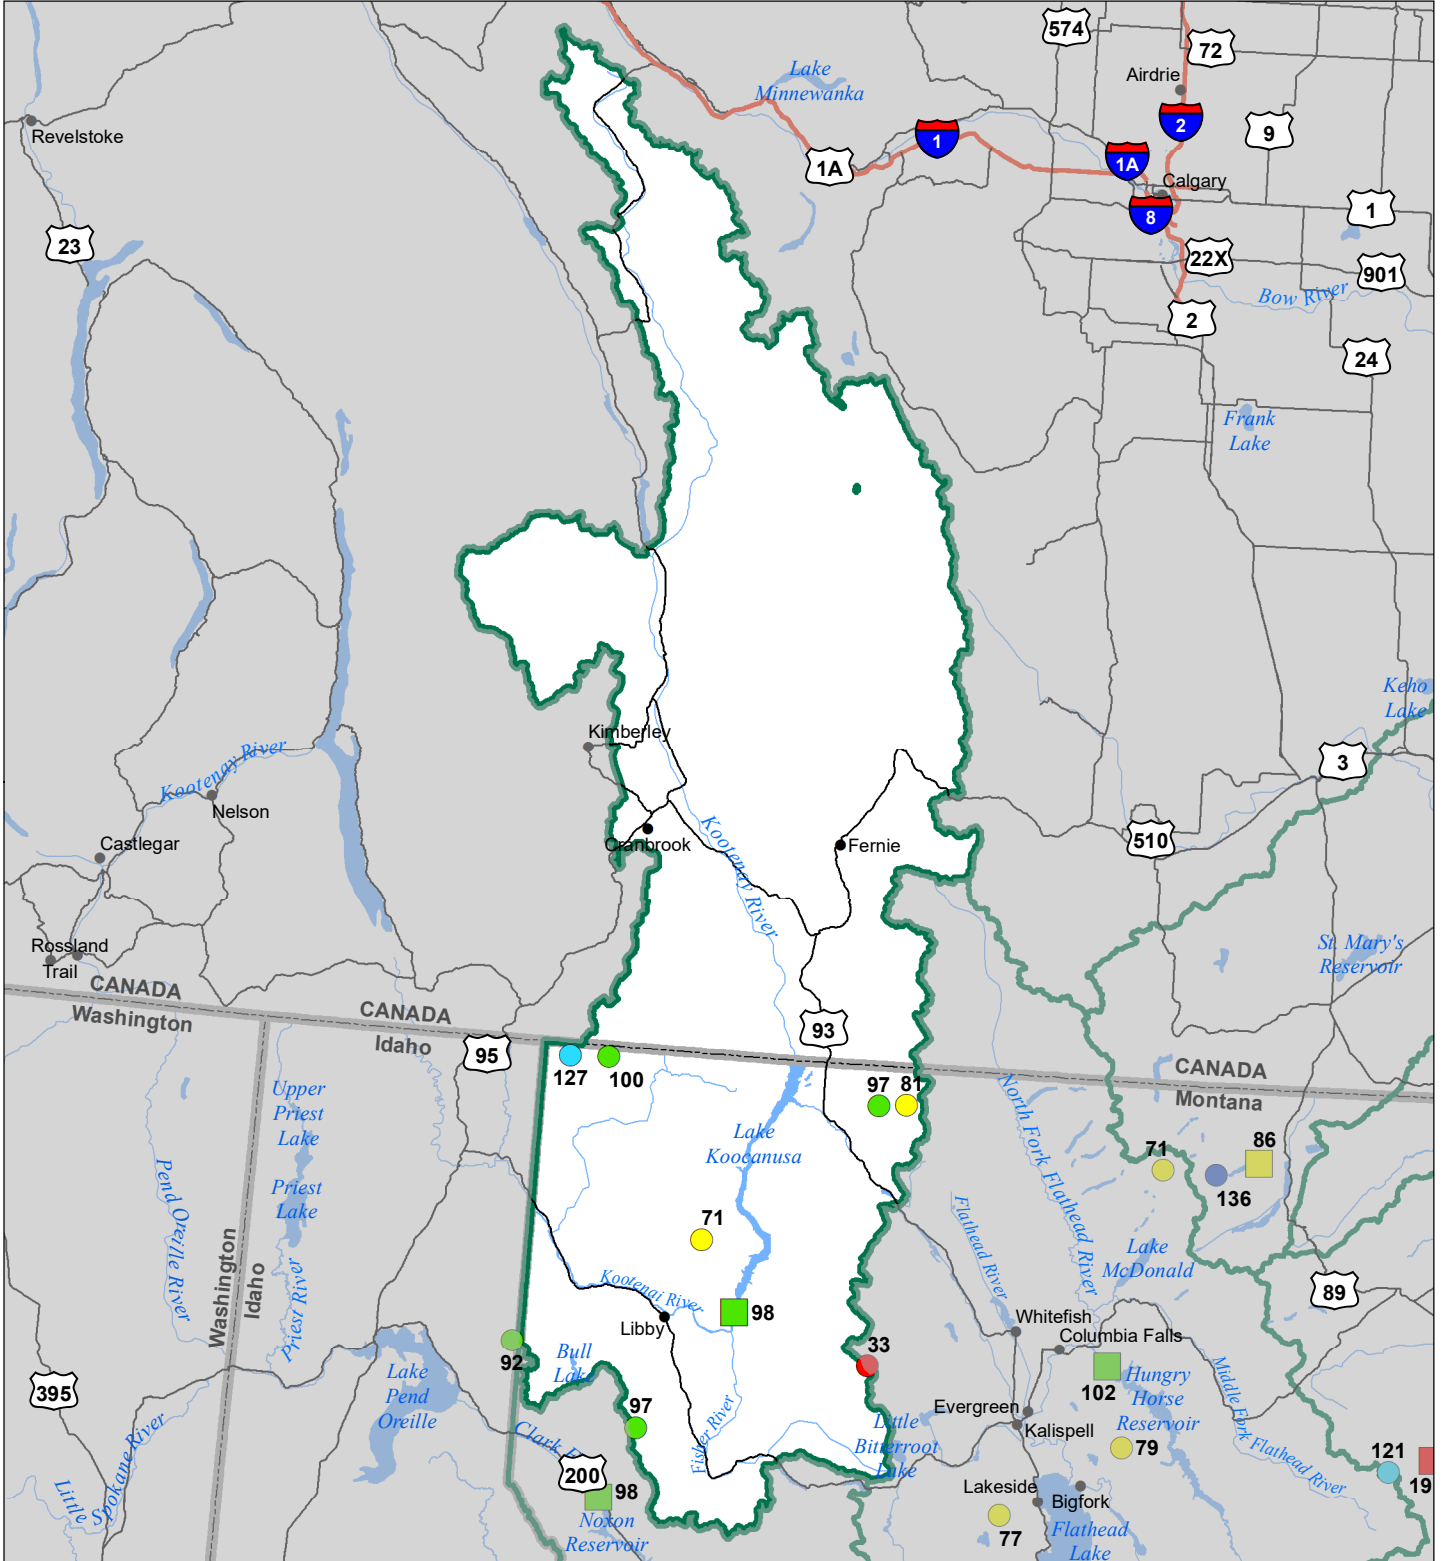 574
72
Airdrie
Lake
Minnewanka
2
9
Revelstoke
1
1A
1A
Calgary
8
1
23
22X
901
Bow River
2
24
Frank
Lake
Keho
Lake
Kimberley
Kootenay River
3
Nelson
Castlegar
Cranbrook
Kootenay River
Fernie
510
Rossland
Trail
St. Mary's
Reservoir
CANADA
Washington
CANADA
Idaho
95
93
CANADA
Montana
127
100
97
81
Upper
Priest
Lake
Lake
Koocanusa
North Fork Flathead River
71
86
136
Pend Oreille River
Priest
Lake
71
Flathead River
Lake
McDonald
Washington
Idaho
Priest River
Kootenai River
98
Libby
89
Whitefish
Columbia Falls
92
Bull
Lake
33
102
Hungry
Horse
Reservoir
Middle Fork
Flathead River
395
Lake
Pend
Oreille
97
Fisher River
Evergreen
Kalispell
Little
Bitterroot
Lake
79
Clark
200
98
Noxon
Reservoir
Little
Spokane River
Lakeside
Bigfork
77
Flathead
Lake
121
19